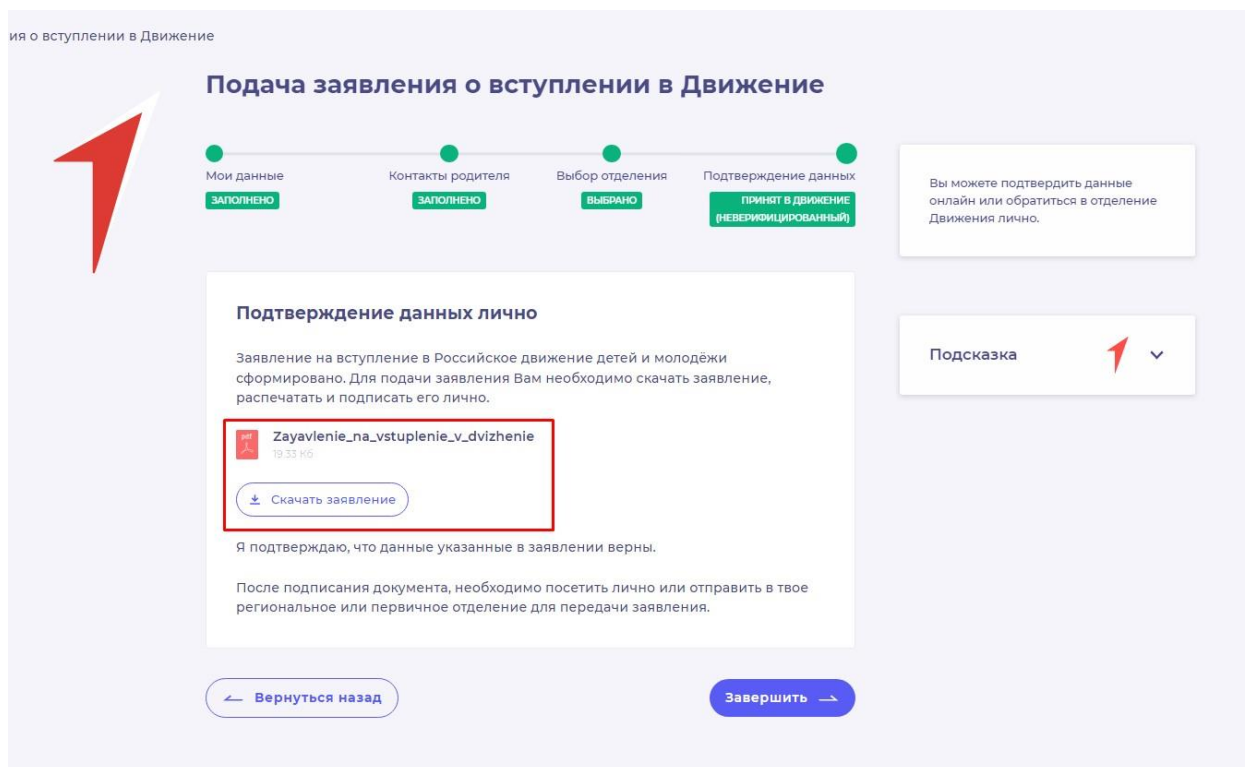 ия о вступлении в Движение
Подача заявления о вступлении в Движение
Мои данные
ЗАПОЛНЕНО
Контакты родителя
ЗАПОЛНЕНО
Выбор отделения
ВЫБРАНО
Подтверждение данных
ПРИНЯТ В ДВИЖЕНИЕ
(НЕВЕРИФИЦИРОВАННЫЙ)
Вы можете подтвердить данные
онлайн или обратиться в отделение
Движения лично.
Подсказка
Подтверждение данных лично
Заявление на вступление в Российское движение детей и молодёжи
сформировано. Для подачи заявления Вам необходимо скачать заявление,
распечатать и подписать его лично.
pdf
Zayavlenie_na_vstuplenie_v_dvizhenie
19.33 Кб
Скачать заявление
Я подтверждаю, что данные указанные в заявлении верны.
После подписания документа, необходимо посетить лично или отправить в твое
региональное или первичное отделение для передачи заявления.
Вернуться назад
Завершить